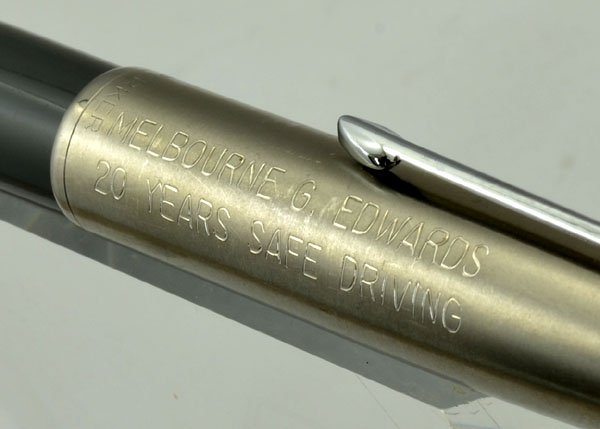 MELBOURNE G. EDWARDS
20 YEARS SAFE DRIVING